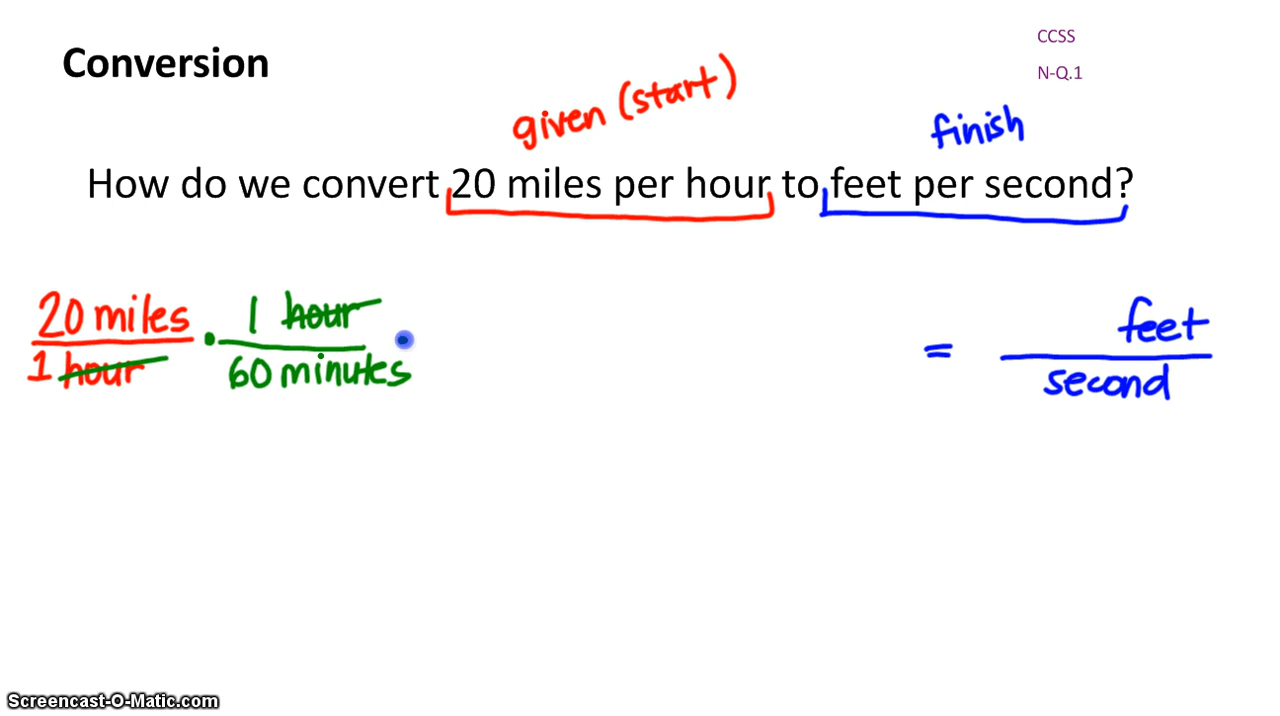 Conversion
CCSS
N-Q.1
given (start)
finish
How do we convert 20 miles per hour to feet per second?
20 miles · 1 hour · = feet
1 hour 60 minutes second
Screencast-O-Matic.com